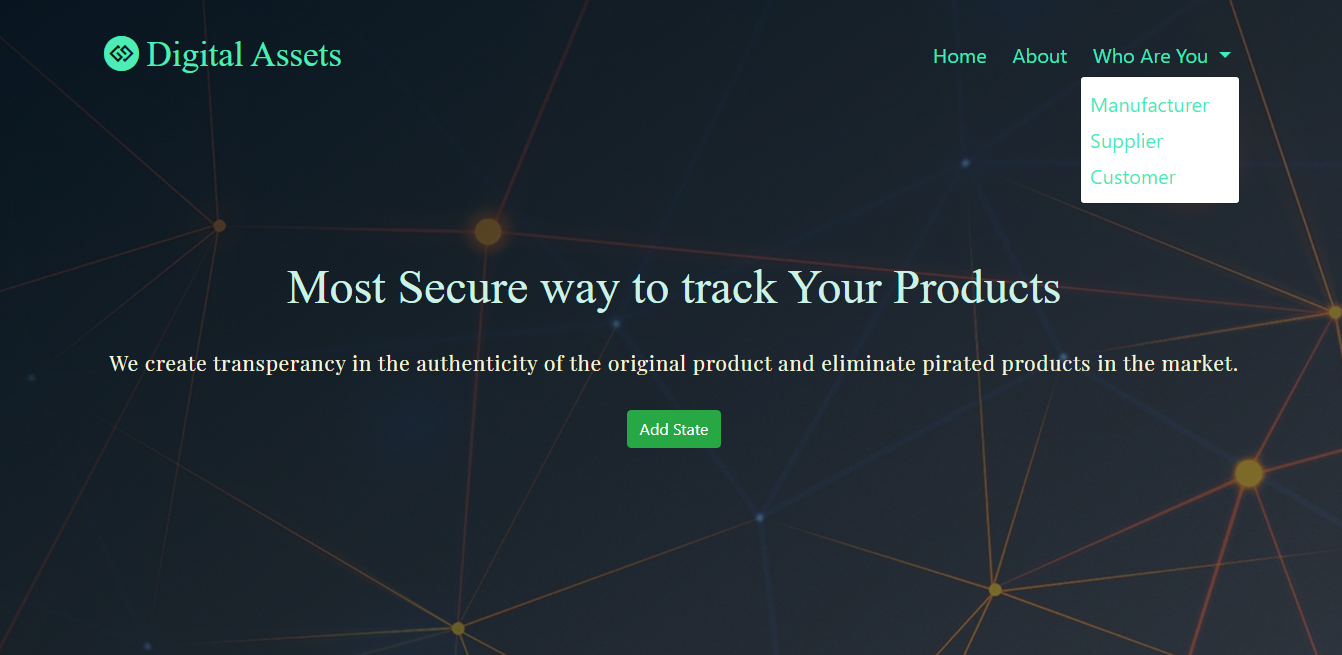 Digital Assets
Home About Who Are You
Manufacturer
Supplier
Customer
Most Secure way to track Your Products
We create transperancy in the authenticity of the original product and eliminate pirated products in the market.
Add State